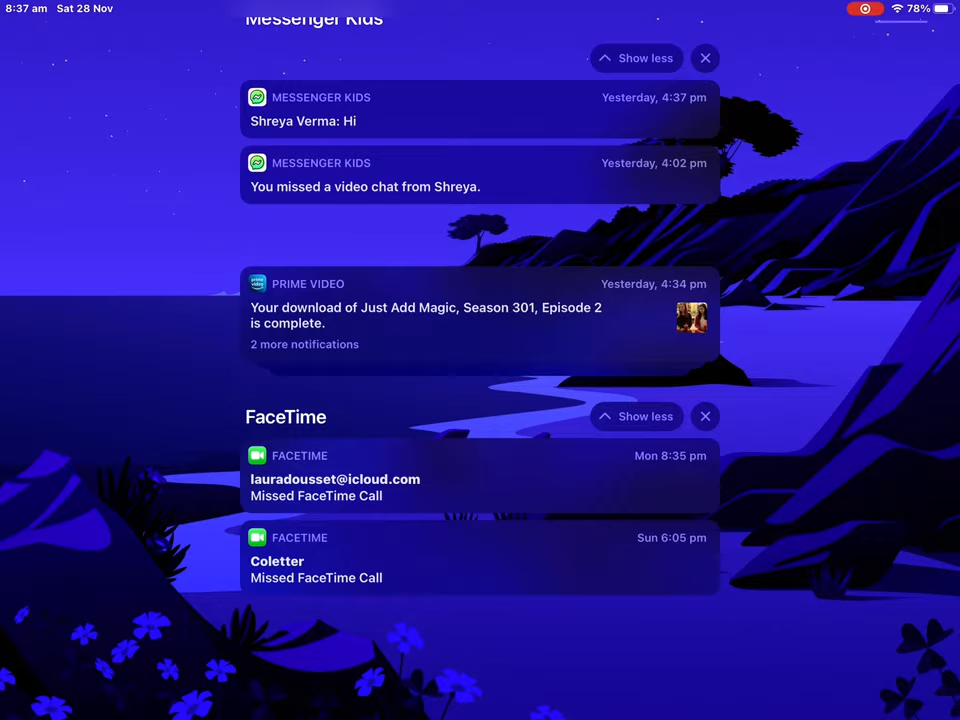 8:37 am Sat 28 Nov
78%
Messenger Kids
Show less
MESSENGER KIDS Yesterday, 4:37 pm
Shreya Verma: Hi
MESSENGER KIDS Yesterday, 4:02 pm
You missed a video chat from Shreya.
prime video
PRIME VIDEO Yesterday, 4:34 pm
Your download of Just Add Magic, Season 301, Episode 2
is complete.
2 more notifications
FaceTime
Show less
FACETIME Mon 8:35 pm
lauradousset@icloud.com
Missed FaceTime Call
FACETIME Sun 6:05 pm
Coletter
Missed FaceTime Call